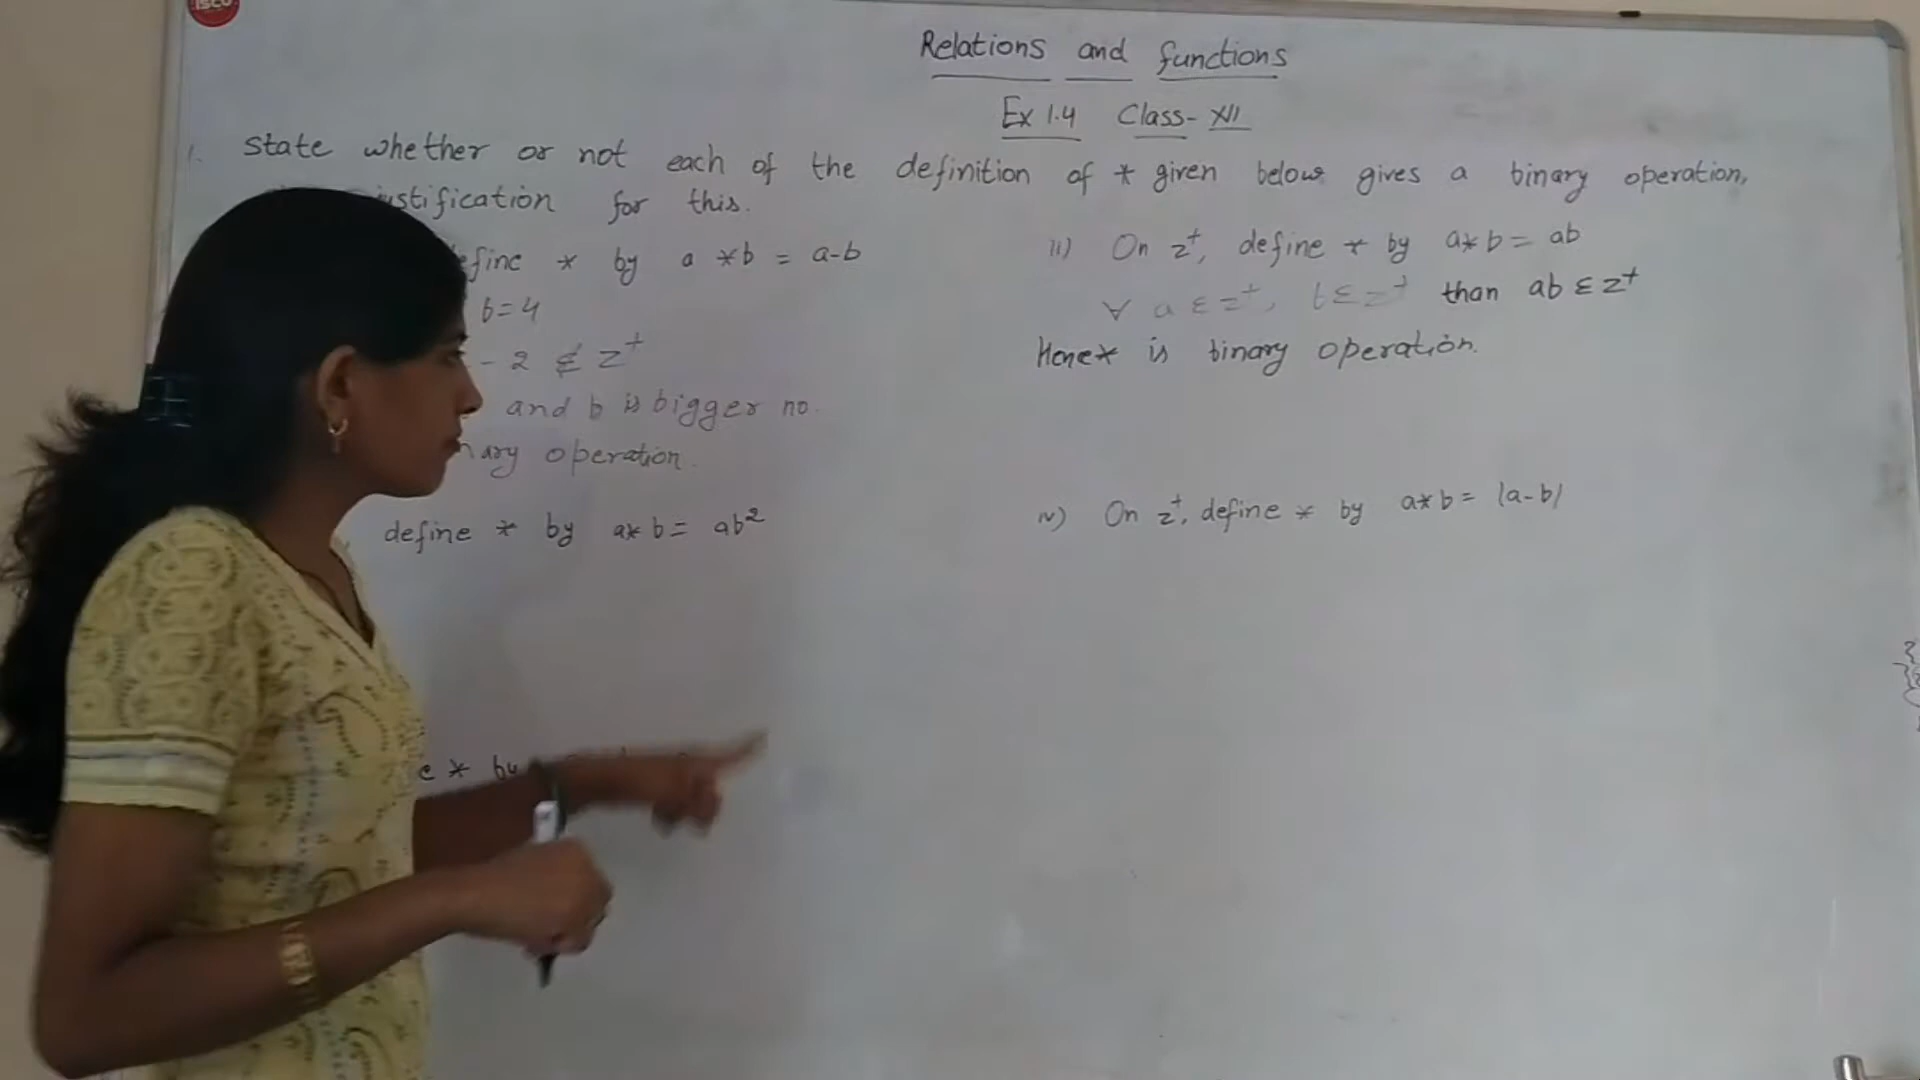 ISCO
Relations and functions
Ex 1.4 Class- XII
1. State whether or not each of the definition of * given below gives a binary operation,
justification for this.
define * by a * b = a-b
b=4
- 2 ∉ Z⁺
and b is bigger no.
nary operation.
define * by a* b = ab²
e * by
ii) On Z⁺, define * by a*b = ab
∀ a ε Z⁺, b ε Z⁺ than ab ε Z⁺
Hence * is binary operation.
iv) On Z⁺, define * by a*b = |a-b|